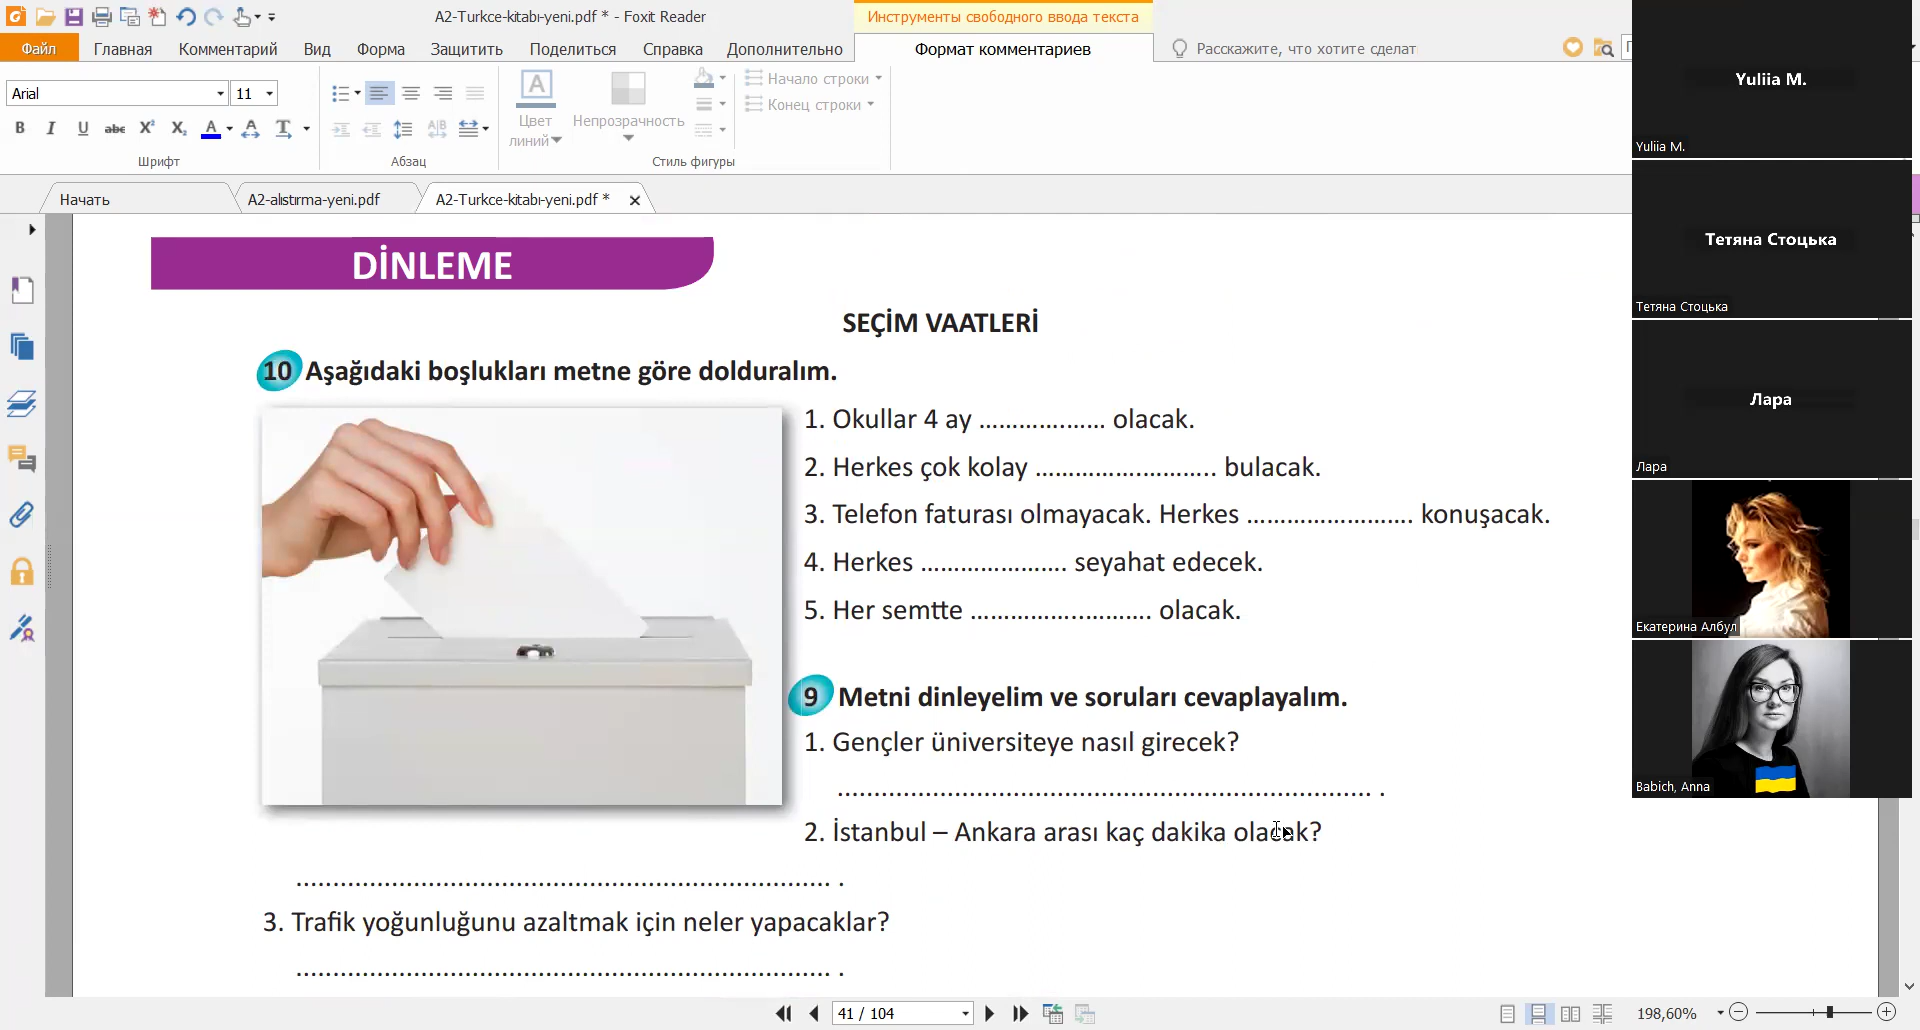 A2-Turkce-kitabı-yeni.pdf * - Foxit Reader
Инструменты свободного ввода текста
Файл
Главная
Комментарий
Вид
Форма
Защитить
Поделиться
Справка
Дополнительно
Формат комментариев
Расскажите, что хотите сделат
Arial
11
Цвет линий
Непрозрачность
Начало строки
Конец строки
Шрифт
Абзац
Стиль фигуры
Начать
A2-alıstırma-yeni.pdf
A2-Turkce-kitabı-yeni.pdf *
DİNLEME
SEÇİM VAATLERİ
10 Aşağıdaki boşlukları metne göre dolduralım.
1. Okullar 4 ay ................... olacak.
2. Herkes çok kolay ........................... bulacak.
3. Telefon faturası olmayacak. Herkes ......................... konuşacak.
4. Herkes ...................... seyahat edecek.
5. Her semtte ........................... olacak.
9 Metni dinleyelim ve soruları cevaplayalım.
1. Gençler üniversiteye nasıl girecek?
......................................................................... .
2. İstanbul – Ankara arası kaç dakika olacak?
......................................................................... .
3. Trafik yoğunluğunu azaltmak için neler yapacaklar?
......................................................................... .
Yuliia M.
Yuliia M.
Тетяна Стоцька
Тетяна Стоцька
Лара
Лара
Екатерина Албул
Babich, Anna
41 / 104
198,60%